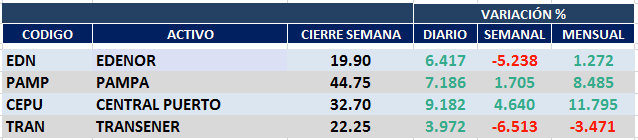 VARIACIÓN %
CODIGO ACTIVO CIERRE SEMANA DIARIO SEMANAL MENSUAL
EDN EDENOR 19.90 6.417 -5.238 1.272
PAMP PAMPA 44.75 7.186 1.705 8.485
CEPU CENTRAL PUERTO 32.70 9.182 4.640 11.795
TRAN TRANSENER 22.25 3.972 -6.513 -3.471